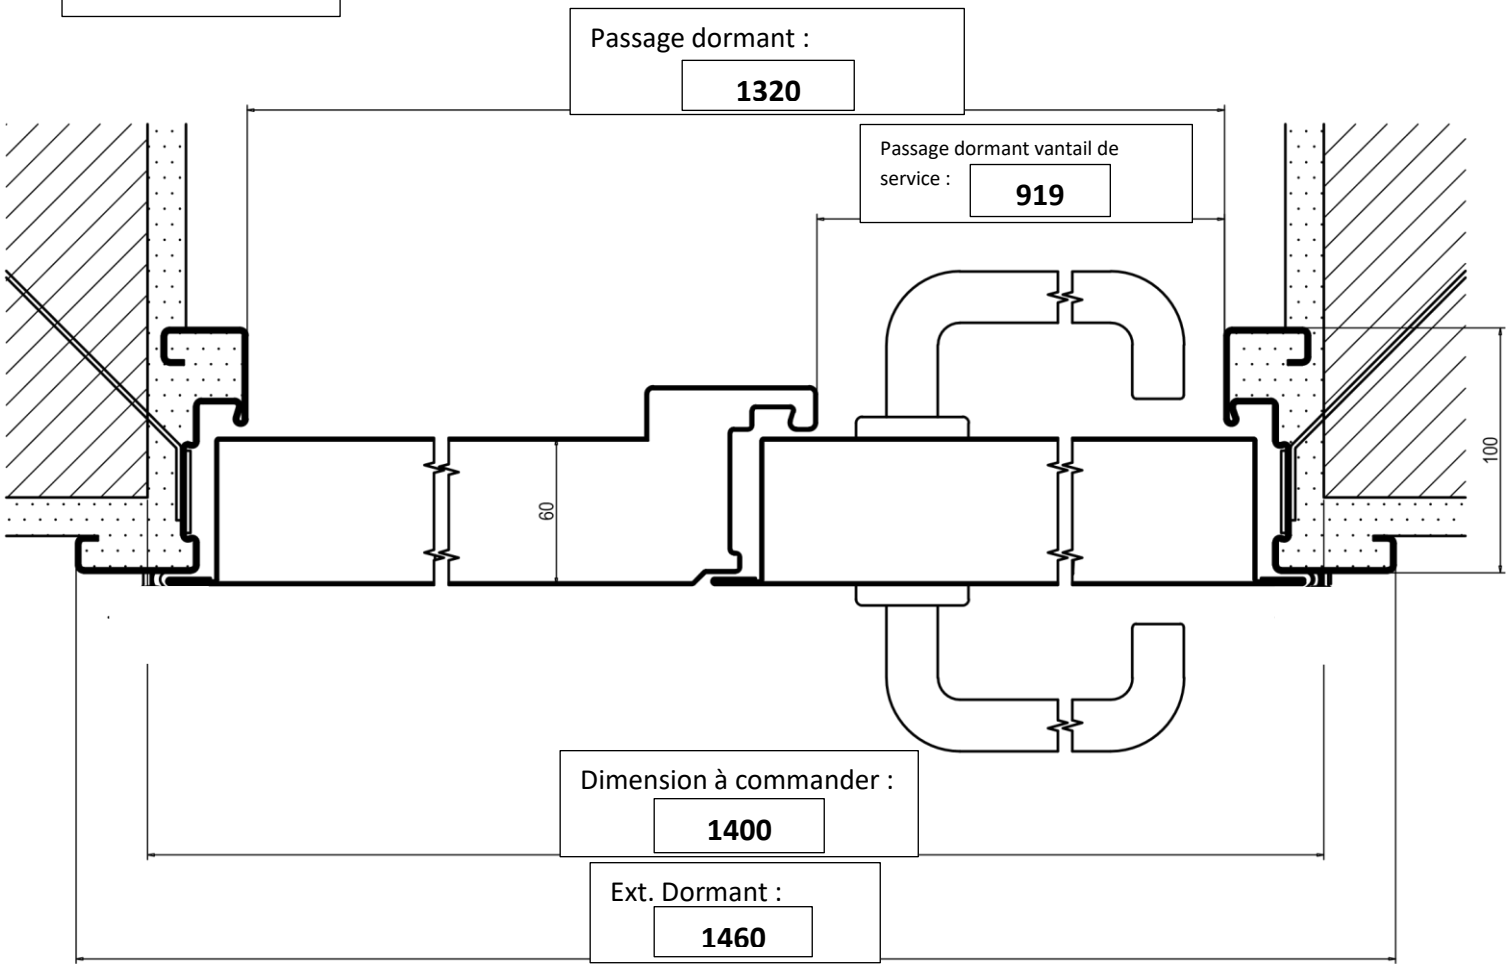 Passage dormant :
1320
Passage dormant vantail de
service :
919
100
60
Dimension à commander :
1400
Ext. Dormant :
1460